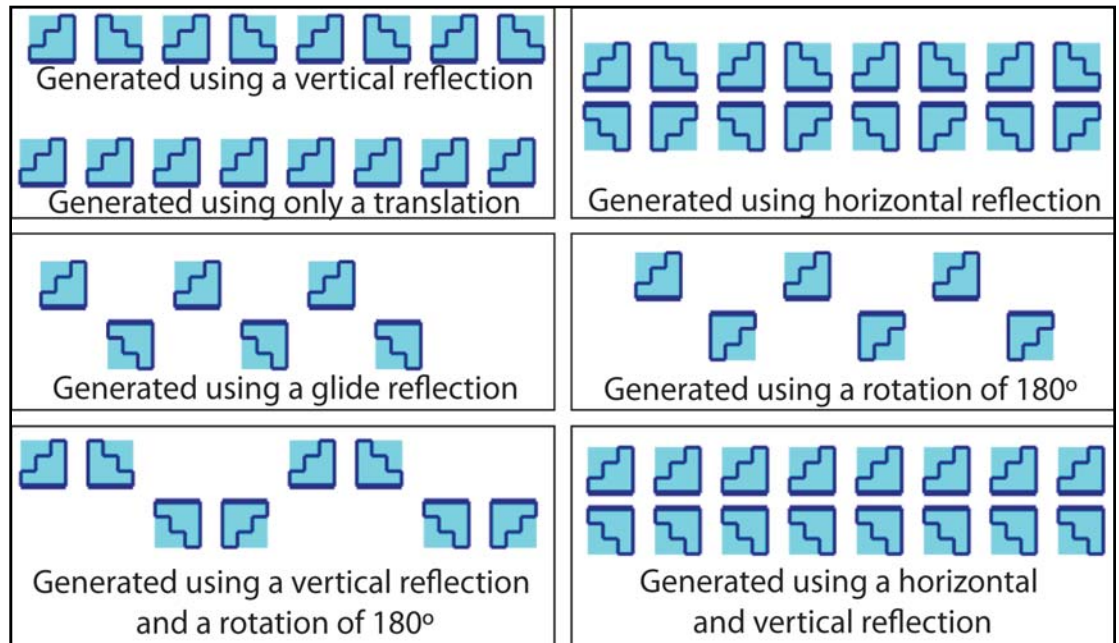 Generated using a vertical reflection
Generated using only a translation
Generated using horizontal reflection
Generated using a glide reflection
Generated using a rotation of 180º
Generated using a vertical reflection
and a rotation of 180º
Generated using a horizontal
and vertical reflection